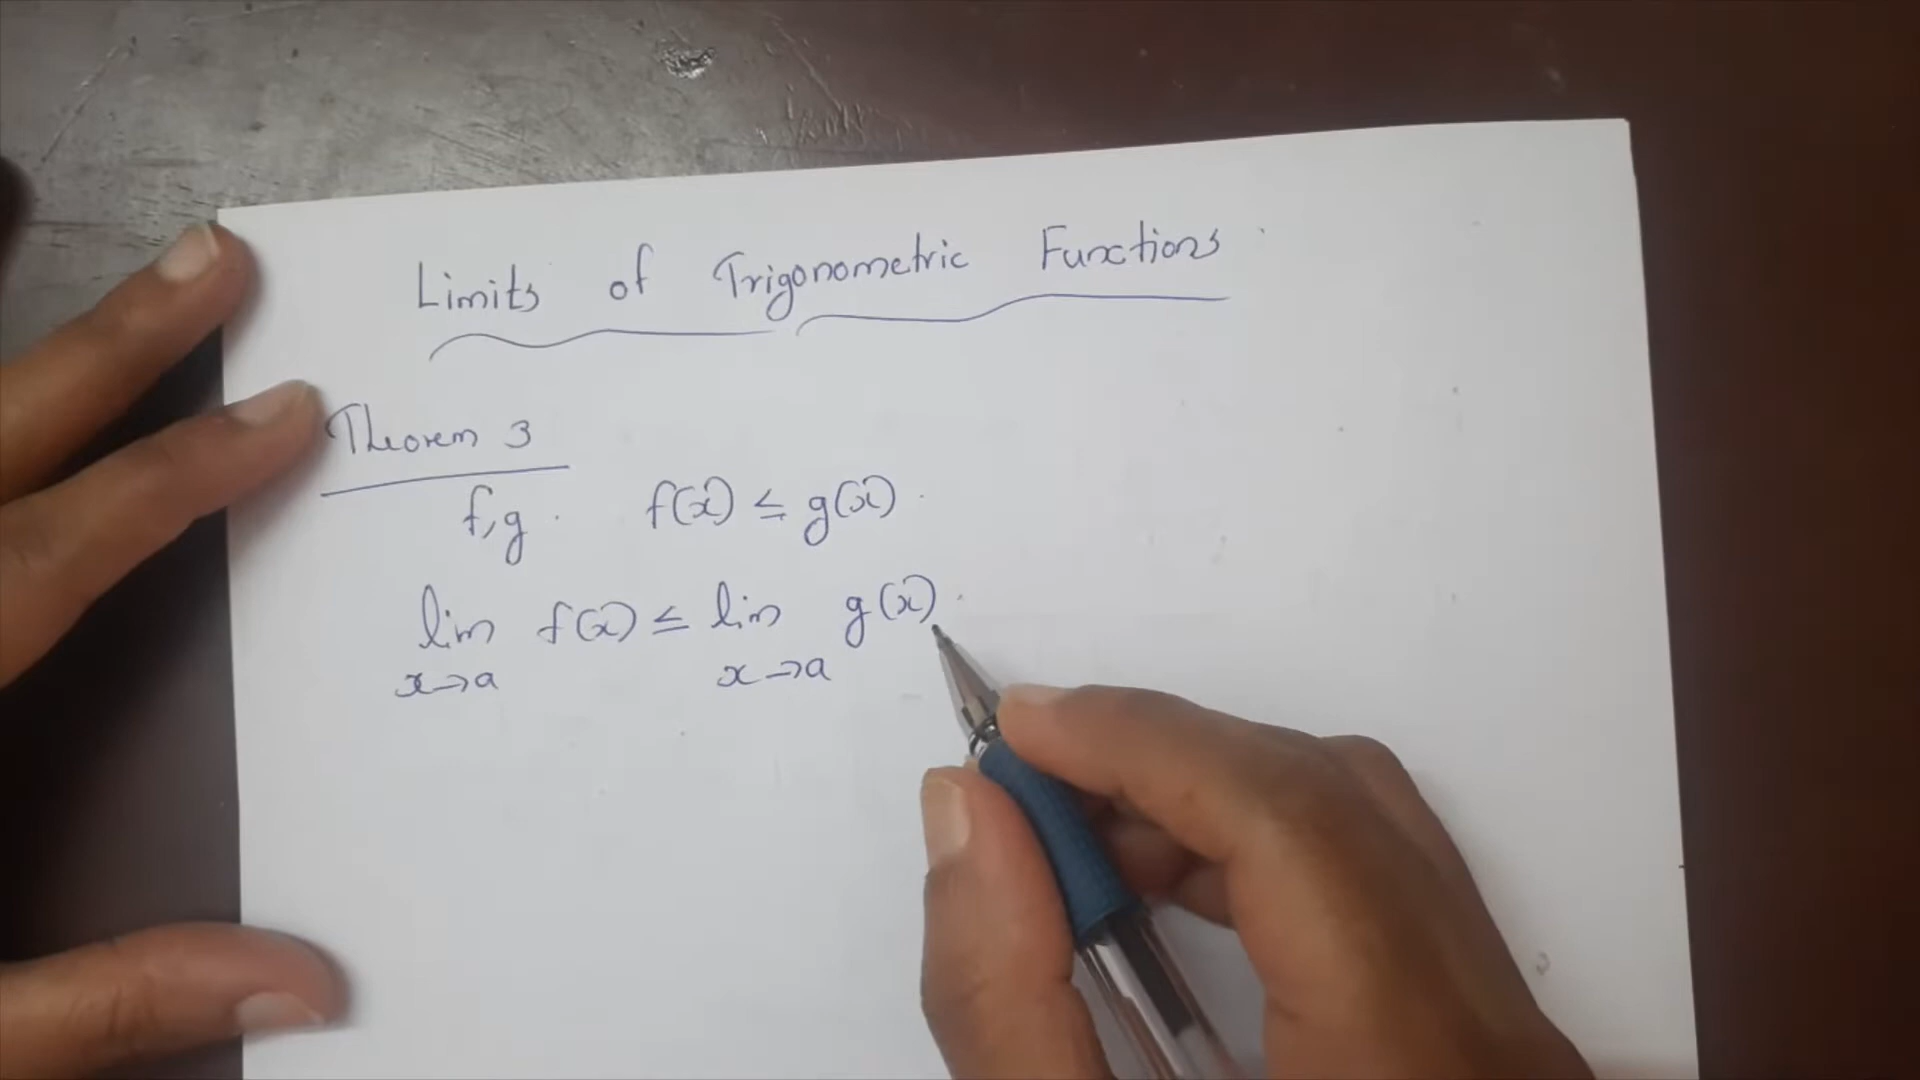 Limits of Trigonometric Functions
Theorem 3
f, g. f(x) ≤ g(x).
lim f(x) ≤ lim g(x).
x→a x→a